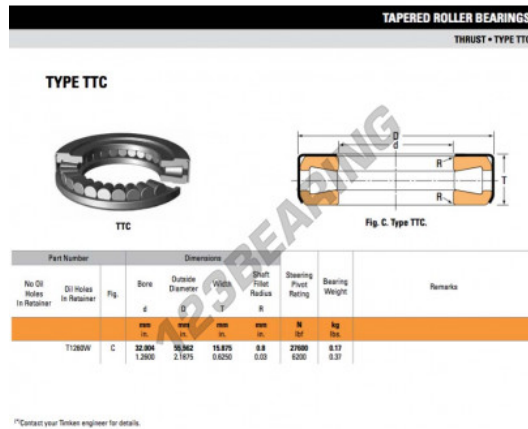 TAPERED ROLLER BEARINGS
THRUST • TYPE TTC
TYPE TTC
TTC
D
d
R
T
R
Fig. C. Type TTC.
123BEARING
Part Number Dimensions
No Oil Holes In Retainer Oil Holes In Retainer Fig. Bore Outside Diameter Width Shaft Fillet Radius Steering Pivot Rating Bearing Weight Remarks
d D T R
mm mm mm mm N kg
in. in. in. in. lbf lbs.
T1260W C 32.004 55.562 15.875 0.8 27600 0.17
1.2600 2.1875 0.6250 0.03 6200 0.37
(*)Contact your Timken engineer for details.